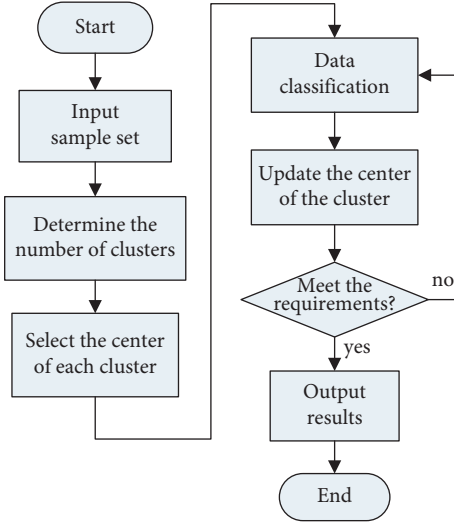 Start
Input
sample set
Determine the
number of clusters
Select the center
of each cluster
Data
classification
Update the center
of the cluster
Meet the
requirements?
no
yes
Output
results
End